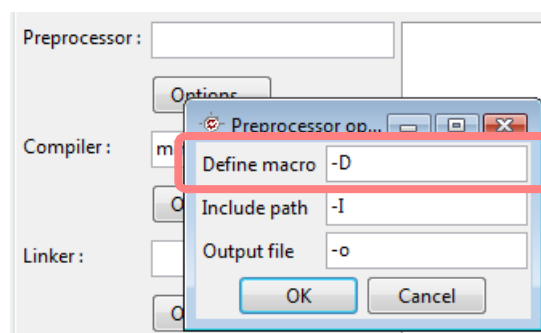 Preprocessor :
Options...
Preprocessor op...
Compiler :
m
Define macro -D
O
Include path -I
Linker :
Output file -o
OK Cancel
O